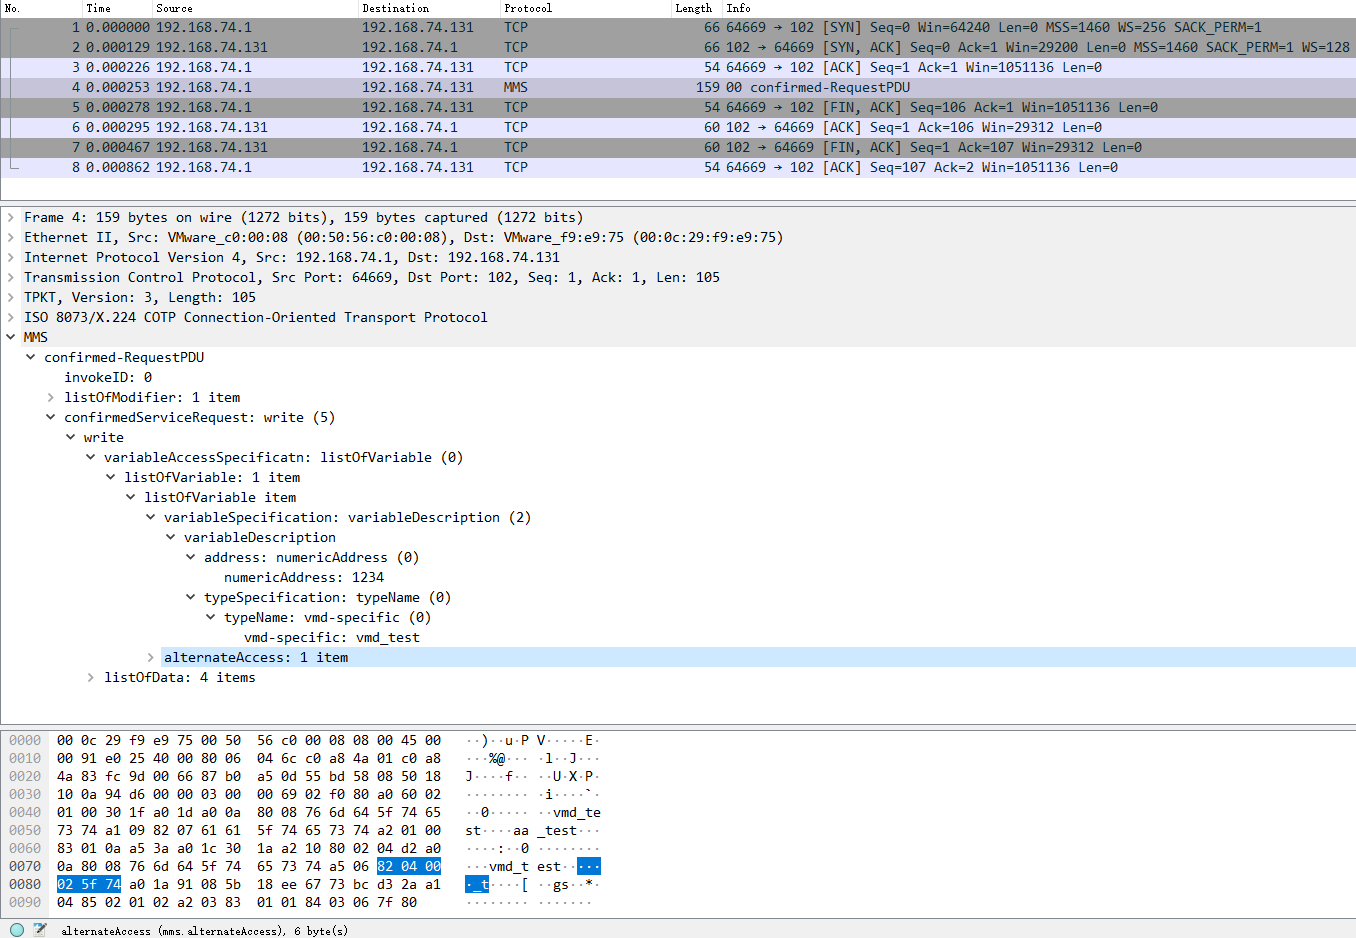 No. Time Source Destination Protocol Length Info
1 0.000000 192.168.74.1 192.168.74.131 TCP 66 64669 → 102 [SYN] Seq=0 Win=64240 Len=0 MSS=1460 WS=256 SACK_PERM=1
2 0.000129 192.168.74.131 192.168.74.1 TCP 66 102 → 64669 [SYN, ACK] Seq=0 Ack=1 Win=29200 Len=0 MSS=1460 SACK_PERM=1 WS=128
3 0.000226 192.168.74.1 192.168.74.131 TCP 54 64669 → 102 [ACK] Seq=1 Ack=1 Win=1051136 Len=0
4 0.000253 192.168.74.1 192.168.74.131 MMS 159 00 confirmed-RequestPDU
5 0.000278 192.168.74.1 192.168.74.131 TCP 54 64669 → 102 [FIN, ACK] Seq=106 Ack=1 Win=1051136 Len=0
6 0.000295 192.168.74.131 192.168.74.1 TCP 60 102 → 64669 [ACK] Seq=1 Ack=106 Win=29312 Len=0
7 0.000467 192.168.74.131 192.168.74.1 TCP 60 102 → 64669 [FIN, ACK] Seq=1 Ack=107 Win=29312 Len=0
8 0.000862 192.168.74.1 192.168.74.131 TCP 54 64669 → 102 [ACK] Seq=107 Ack=2 Win=1051136 Len=0
Frame 4: 159 bytes on wire (1272 bits), 159 bytes captured (1272 bits)
Ethernet II, Src: VMware_c0:00:08 (00:50:56:c0:00:08), Dst: VMware_f9:e9:75 (00:0c:29:f9:e9:75)
Internet Protocol Version 4, Src: 192.168.74.1, Dst: 192.168.74.131
Transmission Control Protocol, Src Port: 64669, Dst Port: 102, Seq: 1, Ack: 1, Len: 105
TPKT, Version: 3, Length: 105
ISO 8073/X.224 COTP Connection-Oriented Transport Protocol
MMS
confirmed-RequestPDU
invokeID: 0
listOfModifier: 1 item
confirmedServiceRequest: write (5)
write
variableAccessSpecificatn: listOfVariable (0)
listOfVariable: 1 item
listOfVariable item
variableSpecification: variableDescription (2)
variableDescription
address: numericAddress (0)
numericAddress: 1234
typeSpecification: typeName (0)
typeName: vmd-specific (0)
vmd-specific: vmd_test
alternateAccess: 1 item
listOfData: 4 items
0000 00 0c 29 f9 e9 75 00 50 56 c0 00 08 08 00 45 00 ··)··u·P V·····E·
0010 00 91 e0 25 40 00 80 06 04 6c c0 a8 4a 01 c0 a8 ···%@··· ·l··J···
0020 4a 83 fc 9d 00 66 87 b0 a5 0d 55 bd 58 08 50 18 J····f·· ··U·X·P·
0030 10 0a 94 d6 00 00 03 00 00 69 02 f0 80 a0 60 02 ········ ·i····`·
0040 01 00 30 1f a0 1d a0 0a 80 08 76 6d 64 5f 74 65 ··0····· ··vmd_te
0050 73 74 a1 09 82 07 61 61 5f 74 65 73 74 a2 01 00 st····aa _test···
0060 83 01 0a a5 3a a0 1c 30 1a a2 10 80 02 04 d2 a0 ····:··0 ········
0070 0a 80 08 76 6d 64 5f 74 65 73 74 a5 06 82 04 00 ···vmd_t est·····
0080 02 5f 74 a0 1a 91 08 5b 18 ee 67 73 bc d3 2a a1 ·_t····[ ··gs··*·
0090 04 85 02 01 02 a2 03 83 01 01 84 03 06 7f 80 ········ ·······
alternateAccess (mms.alternateAccess), 6 byte(s)